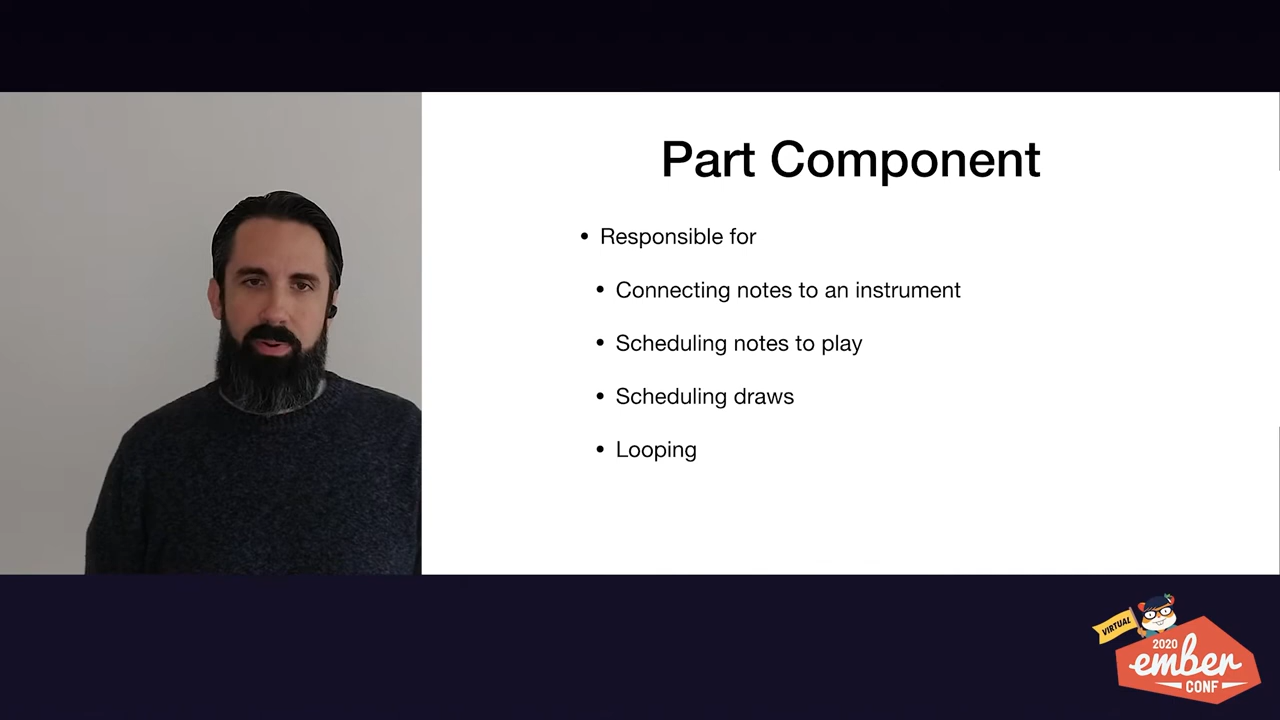 Part Component
• Responsible for
• Connecting notes to an instrument
• Scheduling notes to play
• Scheduling draws
• Looping
VIRTUAL
2020
ember
CONF